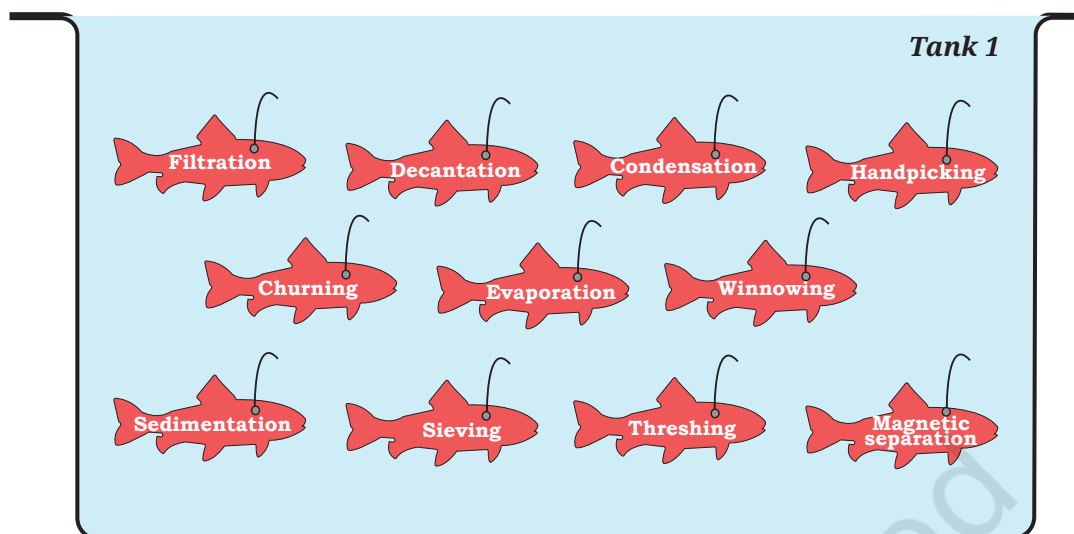 Tank 1
Filtration
Decantation
Condensation
Handpicking
Churning
Evaporation
Winnowing
Sedimentation
Sieving
Threshing
Magnetic
separation